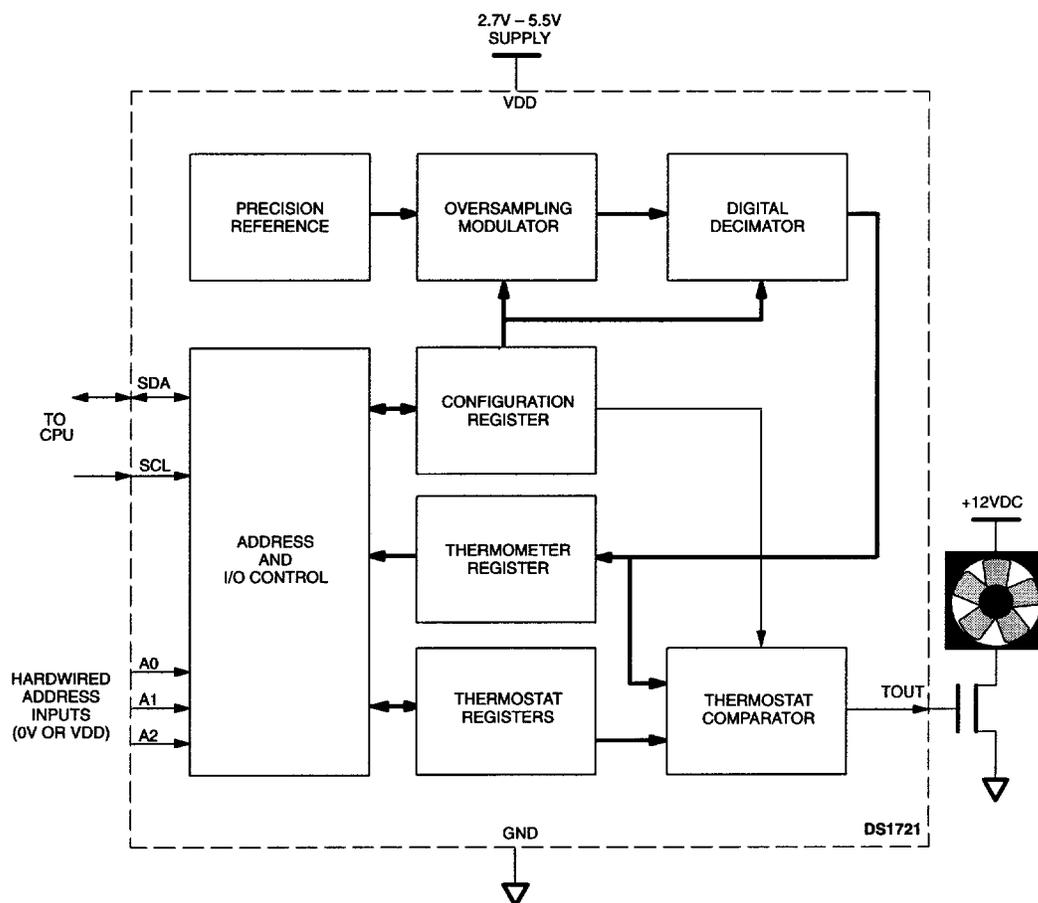 2.7V – 5.5V
SUPPLY
VDD
PRECISION
REFERENCE
OVERSAMPLING
MODULATOR
DIGITAL
DECIMATOR
SDA
TO
CPU
SCL
CONFIGURATION
REGISTER
ADDRESS
AND
I/O CONTROL
THERMOMETER
REGISTER
+12VDC
HARDWIRED
ADDRESS
INPUTS
(0V OR VDD)
A0
A1
A2
THERMOSTAT
REGISTERS
THERMOSTAT
COMPARATOR
TOUT
GND
DS1721